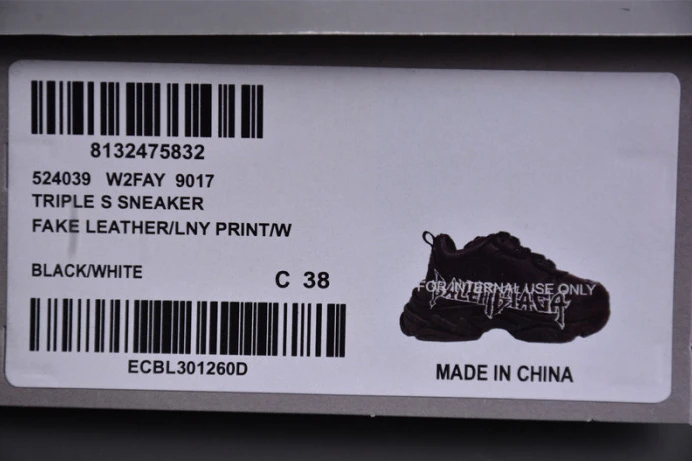 8132475832
524039 W2FAY 9017
TRIPLE S SNEAKER
FAKE LEATHER/LNY PRINT/W
BLACK/WHITE
C 38
FOR INTERNAL USE ONLY
BALENCIAGA
ECBL301260D
MADE IN CHINA